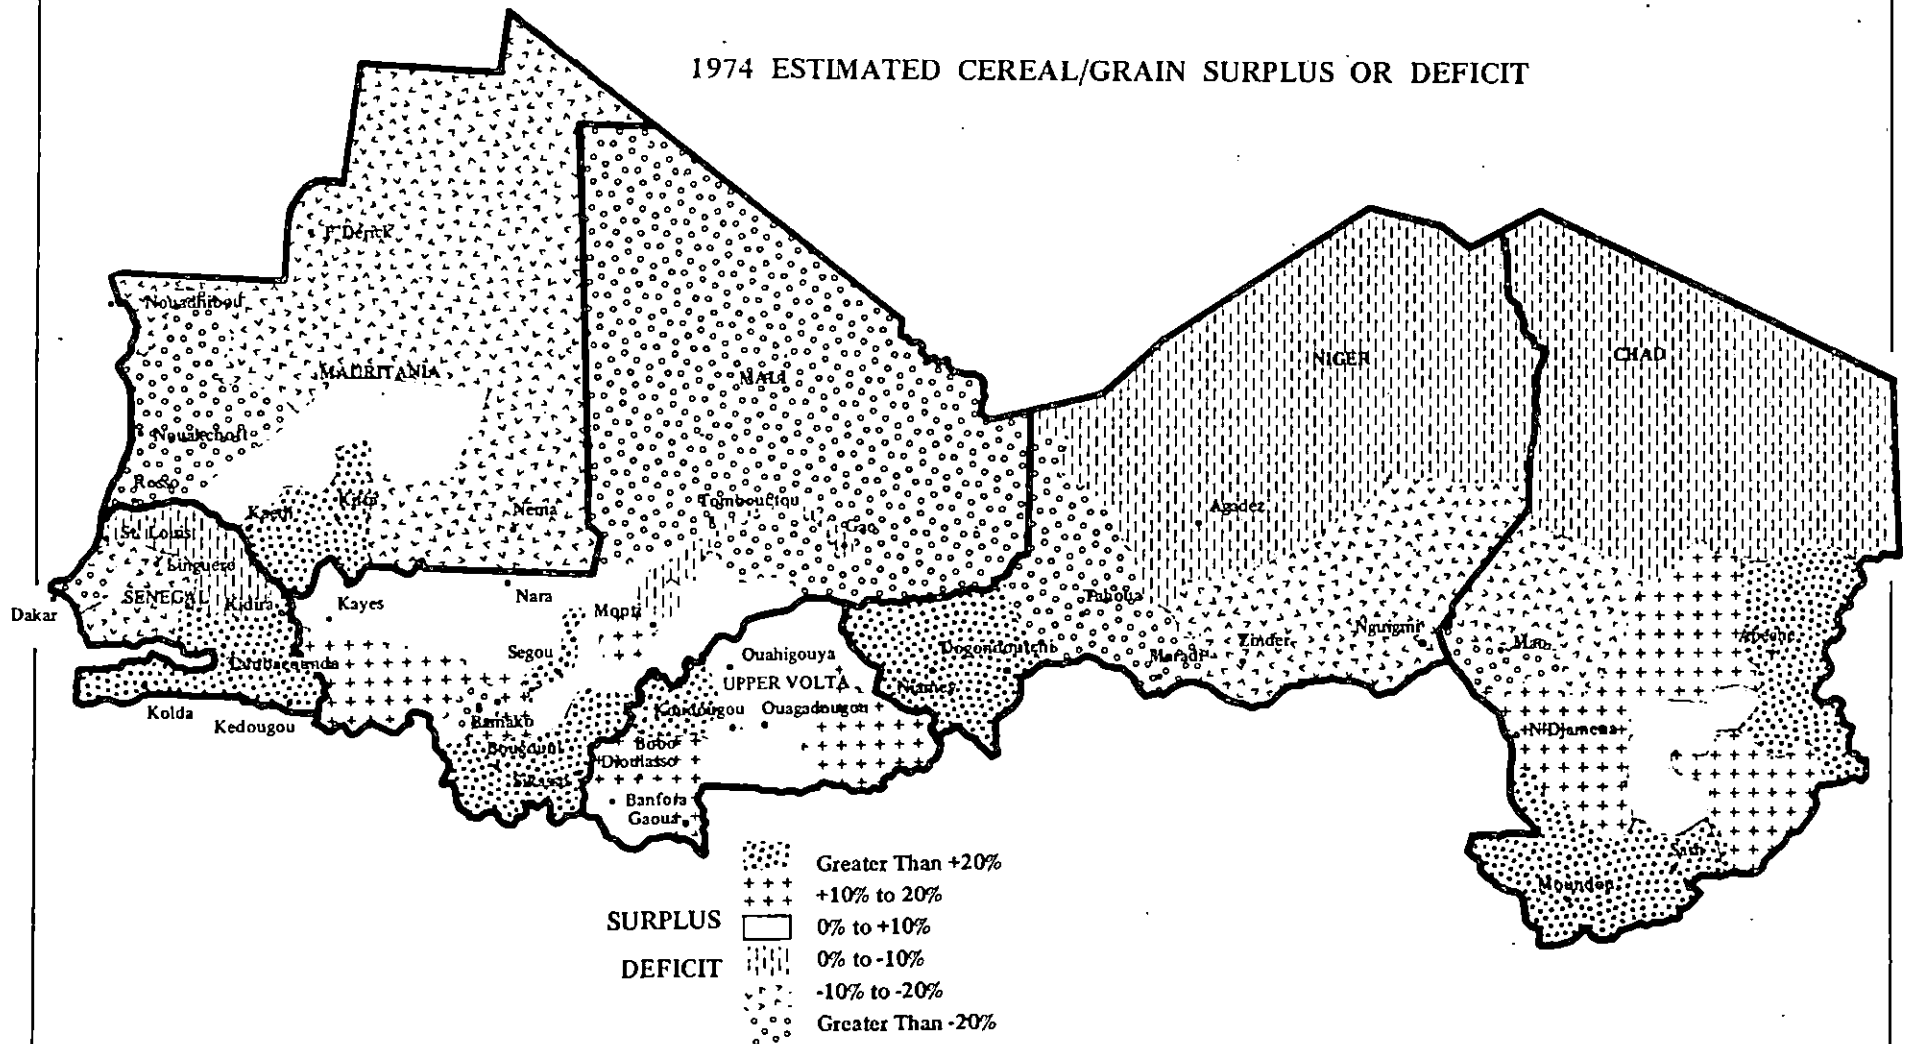 1974 ESTIMATED CEREAL/GRAIN SURPLUS OR DEFICIT
F'Derick
Nouadhibou
MAURITANIA
MALI
NIGER
CHAD
Nouakchott
Rosso
Kaedi
Kiffa
Nema
Tombouctou
Gao
Agadez
St. Louis
Linguere
SENEGAL
Kidira
Dakar
Kayes
Nara
Mopti
Tahoua
Segou
Ouahigouya
Dogondoutchi
Maradi
Zinder
Nguigmi
Mao
Abeche
UPPER VOLTA
Niamey
Kolda
Kedougou
Bamako
Koudougou
Ouagadougou
N'Djamena
Bougouni
Bobo
Dioulasso
Sikasso
Banfora
Gaoua
Sarh
Moundou
SURPLUS
DEFICIT
Greater Than +20%
+10% to 20%
0% to +10%
0% to -10%
-10% to -20%
Greater Than -20%